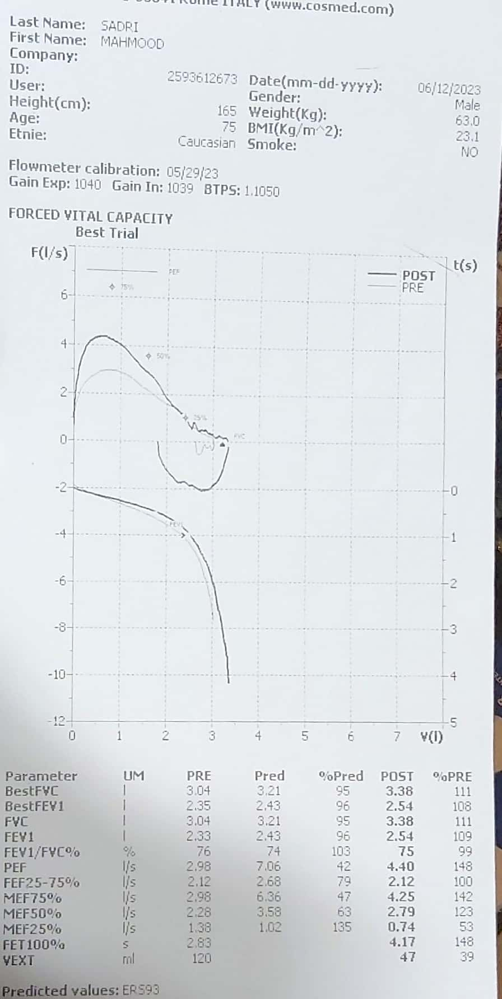 Rome ITALY (www.cosmed.com)
Last Name: SADRI
First Name: MAHMOOD
Company:
ID: 2593612673 Date(mm-dd-yyyy): 06/12/2023
User: Gender: Male
Height(cm): 165 Weight(Kg): 63.0
Age: 75 BMI(Kg/m^2): 23.1
Etnie: Caucasian Smoke: NO
Flowmeter calibration: 05/29/23
Gain Exp: 1040 Gain In: 1039 BTPS: 1.1050
FORCED VITAL CAPACITY
Best Trial
F(l/s) t(s)
PEF POST
75% PRE
6
4
50%
2
25%
0 FVC
-2 0
FEV1
-4 1
-6 2
-8 3
-10 4
-12 5
0 1 2 3 4 5 6 7 V(l)
Parameter UM PRE Pred %Pred POST %PRE
BestFVC l 3.04 3.21 95 3.38 111
BestFEV1 l 2.35 2.43 96 2.54 108
FVC l 3.04 3.21 95 3.38 111
FEV1 l 2.33 2.43 96 2.54 109
FEV1/FVC% % 76 74 103 75 99
PEF l/s 2.98 7.06 42 4.40 148
FEF25-75% l/s 2.12 2.68 79 2.12 100
MEF75% l/s 2.98 6.36 47 4.25 142
MEF50% l/s 2.28 3.58 63 2.79 123
MEF25% l/s 1.38 1.02 135 0.74 53
FET100% s 2.83 4.17 148
VEXT ml 120 47 39
Predicted values: ERS93